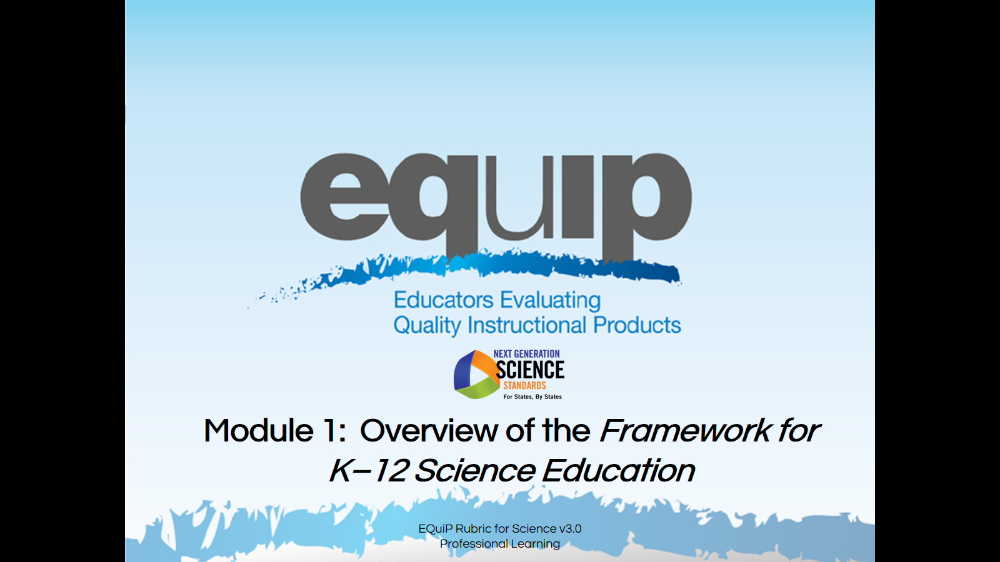 equip
Educators Evaluating
Quality Instructional Products
NEXT GENERATION
SCIENCE
STANDARDS
For States, By States
Module 1: Overview of the Framework for
K–12 Science Education
EQuiP Rubric for Science v3.0
Professional Learning